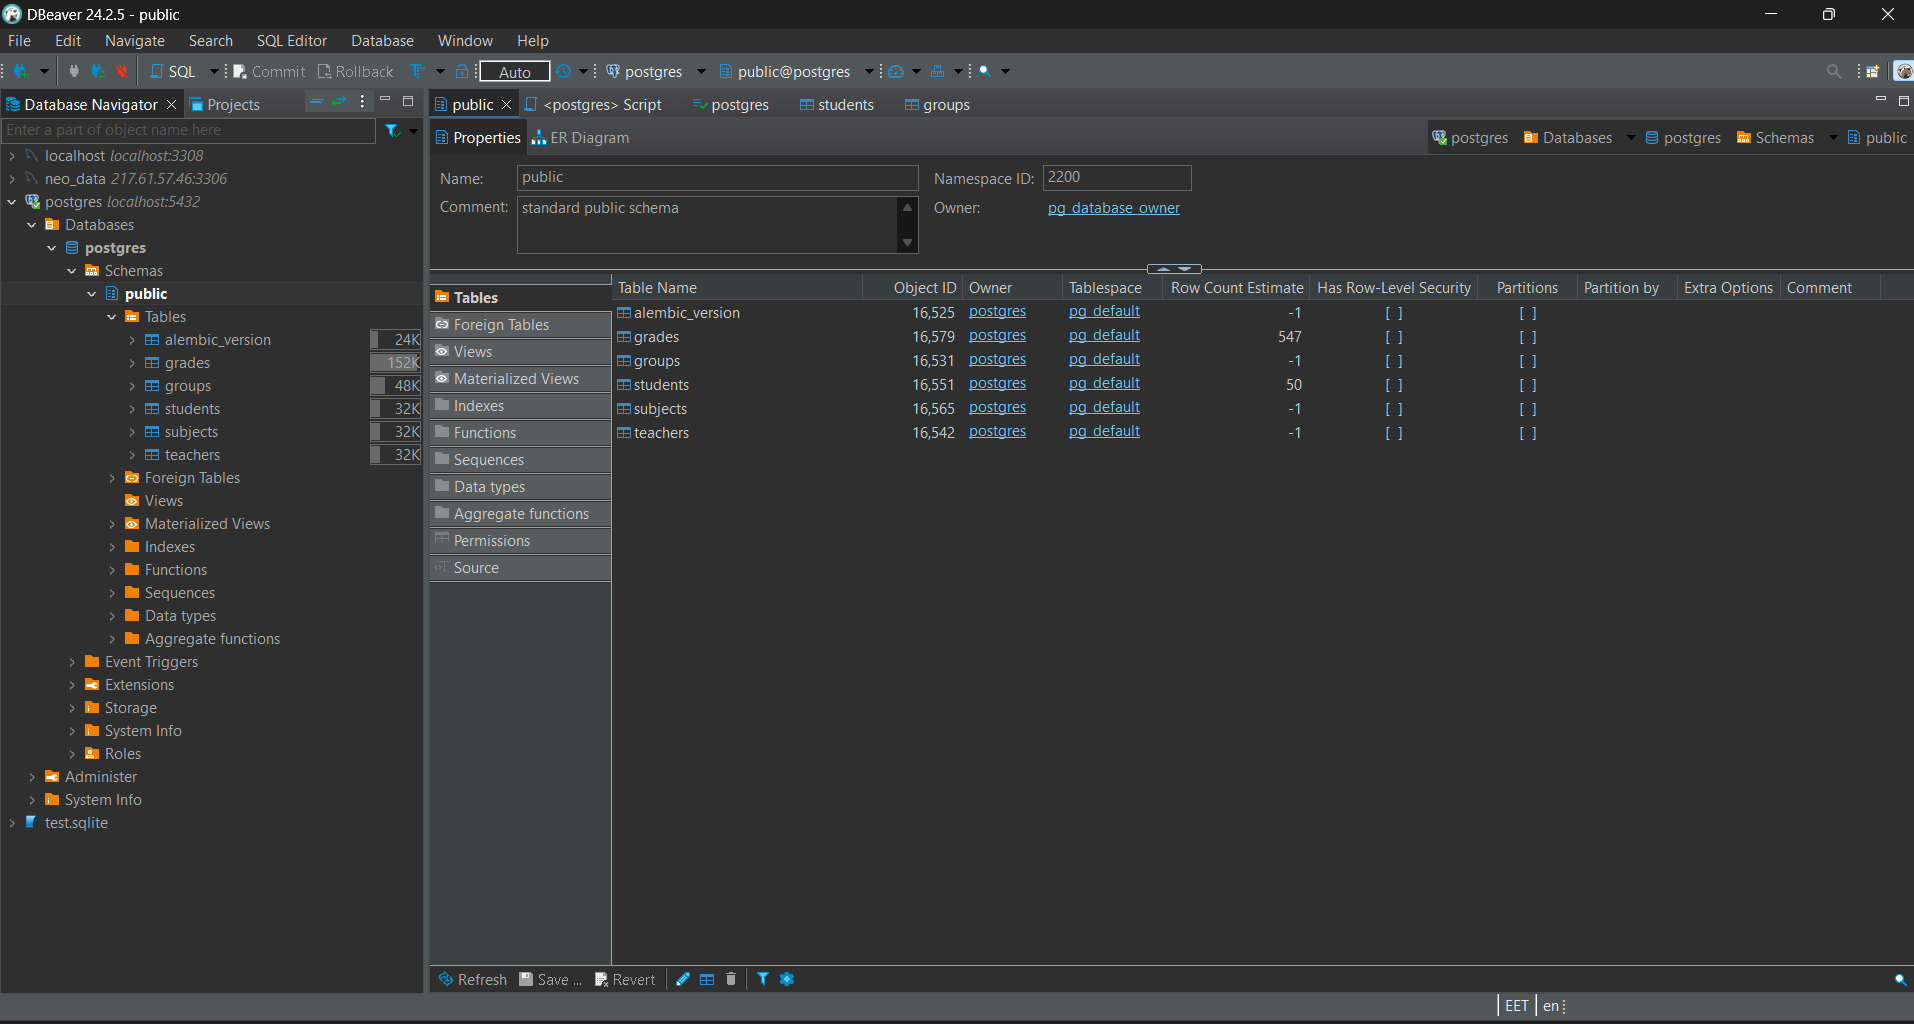 DBeaver 24.2.5 - public
File Edit Navigate Search SQL Editor Database Window Help
SQL Commit Rollback Auto postgres public@postgres
Database Navigator Projects
Enter a part of object name here
localhost localhost:3308
neo_data 217.61.57.46:3306
postgres localhost:5432
Databases
postgres
Schemas
public
Tables
alembic_version 24K
grades 152K
groups 48K
students 32K
subjects 32K
teachers 32K
Foreign Tables
Views
Materialized Views
Indexes
Functions
Sequences
Data types
Aggregate functions
Event Triggers
Extensions
Storage
System Info
Roles
Administer
System Info
test.sqlite
public <postgres> Script postgres students groups
Properties ER Diagram postgres Databases postgres Schemas public
Name: public Namespace ID: 2200
Comment: standard public schema Owner: pg_database_owner
Tables
Foreign Tables
Views
Materialized Views
Indexes
Functions
Sequences
Data types
Aggregate functions
Permissions
Source
Table Name Object ID Owner Tablespace Row Count Estimate Has Row-Level Security Partitions Partition by Extra Options Comment
alembic_version 16,525 postgres pg_default -1 [ ] [ ]
grades 16,579 postgres pg_default 547 [ ] [ ]
groups 16,531 postgres pg_default -1 [ ] [ ]
students 16,551 postgres pg_default 50 [ ] [ ]
subjects 16,565 postgres pg_default -1 [ ] [ ]
teachers 16,542 postgres pg_default -1 [ ] [ ]
Refresh Save ... Revert
EET en